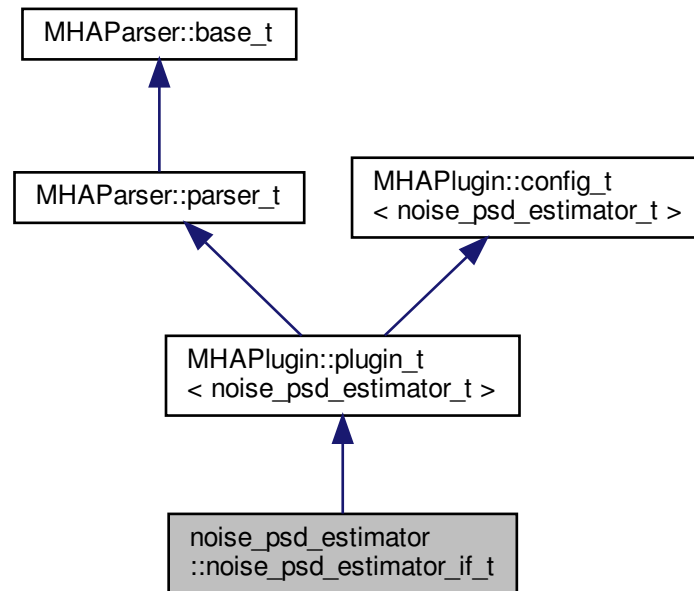 MHAParser::base_t
MHAParser::parser_t
MHAPlugin::config_t
< noise_psd_estimator_t >
MHAPlugin::plugin_t
< noise_psd_estimator_t >
noise_psd_estimator
::noise_psd_estimator_if_t